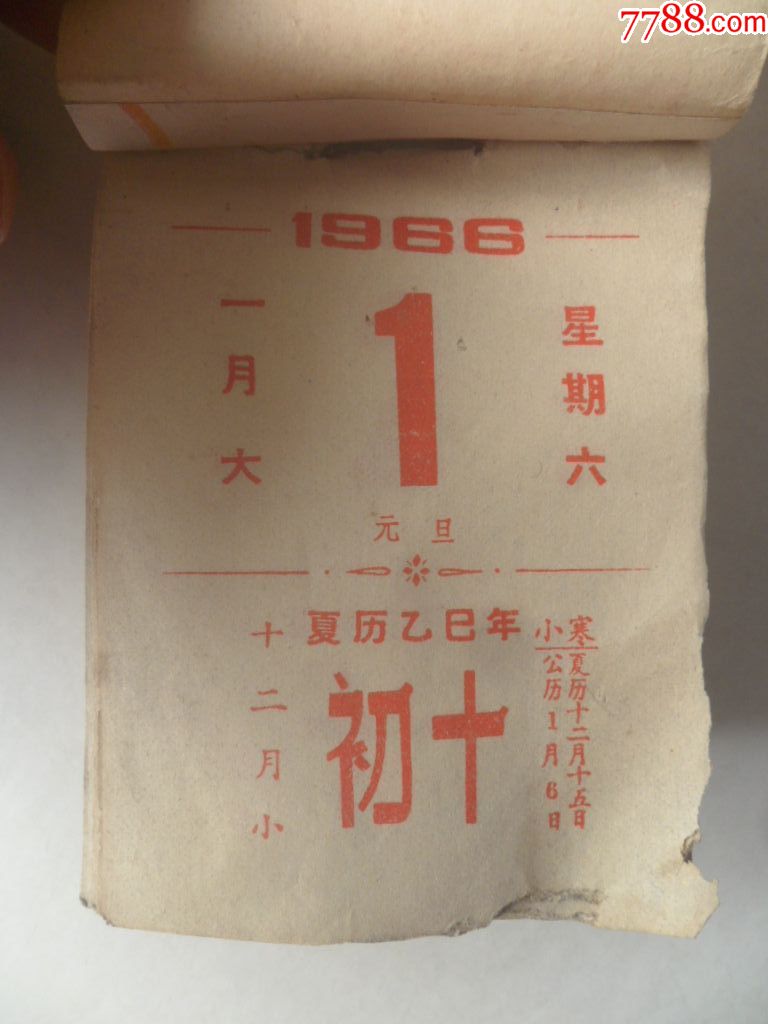 7788.com
1966
一月大
1
星期六
元旦
夏历乙巳年
十二月小
初十
小寒
公历1月6日
夏历十二月十五日